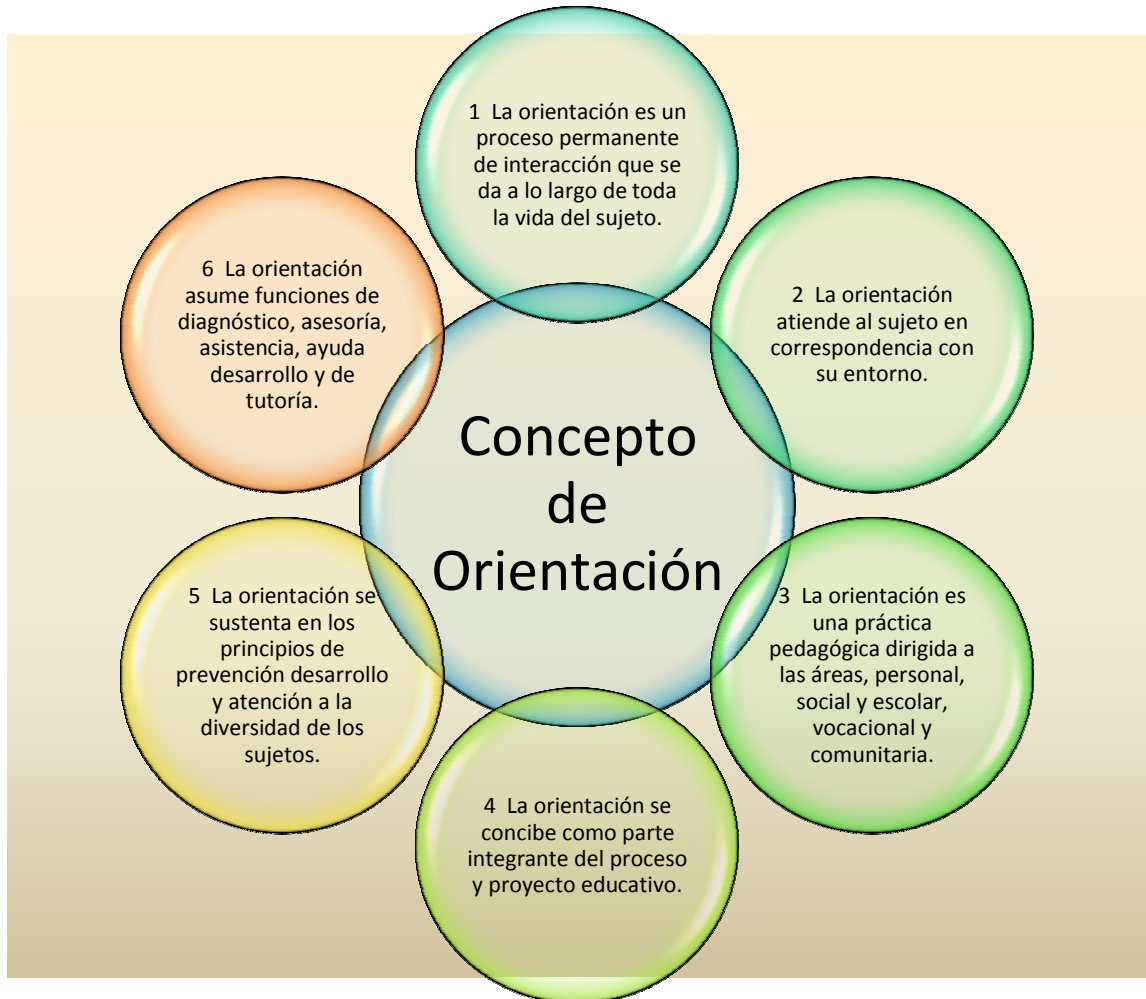 1 La orientación es un
proceso permanente
de interacción que se
da a lo largo de toda
la vida del sujeto.
2 La orientación
atiende al sujeto en
correspondencia con
su entorno.
3 La orientación es
una práctica
pedagógica dirigida a
las áreas, personal,
social y escolar,
vocacional y
comunitaria.
4 La orientación se
concibe como parte
integrante del proceso
y proyecto educativo.
5 La orientación se
sustenta en los
principios de
prevención desarrollo
y atención a la
diversidad de los
sujetos.
6 La orientación
asume funciones de
diagnóstico, asesoría,
asistencia, ayuda
desarrollo y de
tutoría.
Concepto
de
Orientación